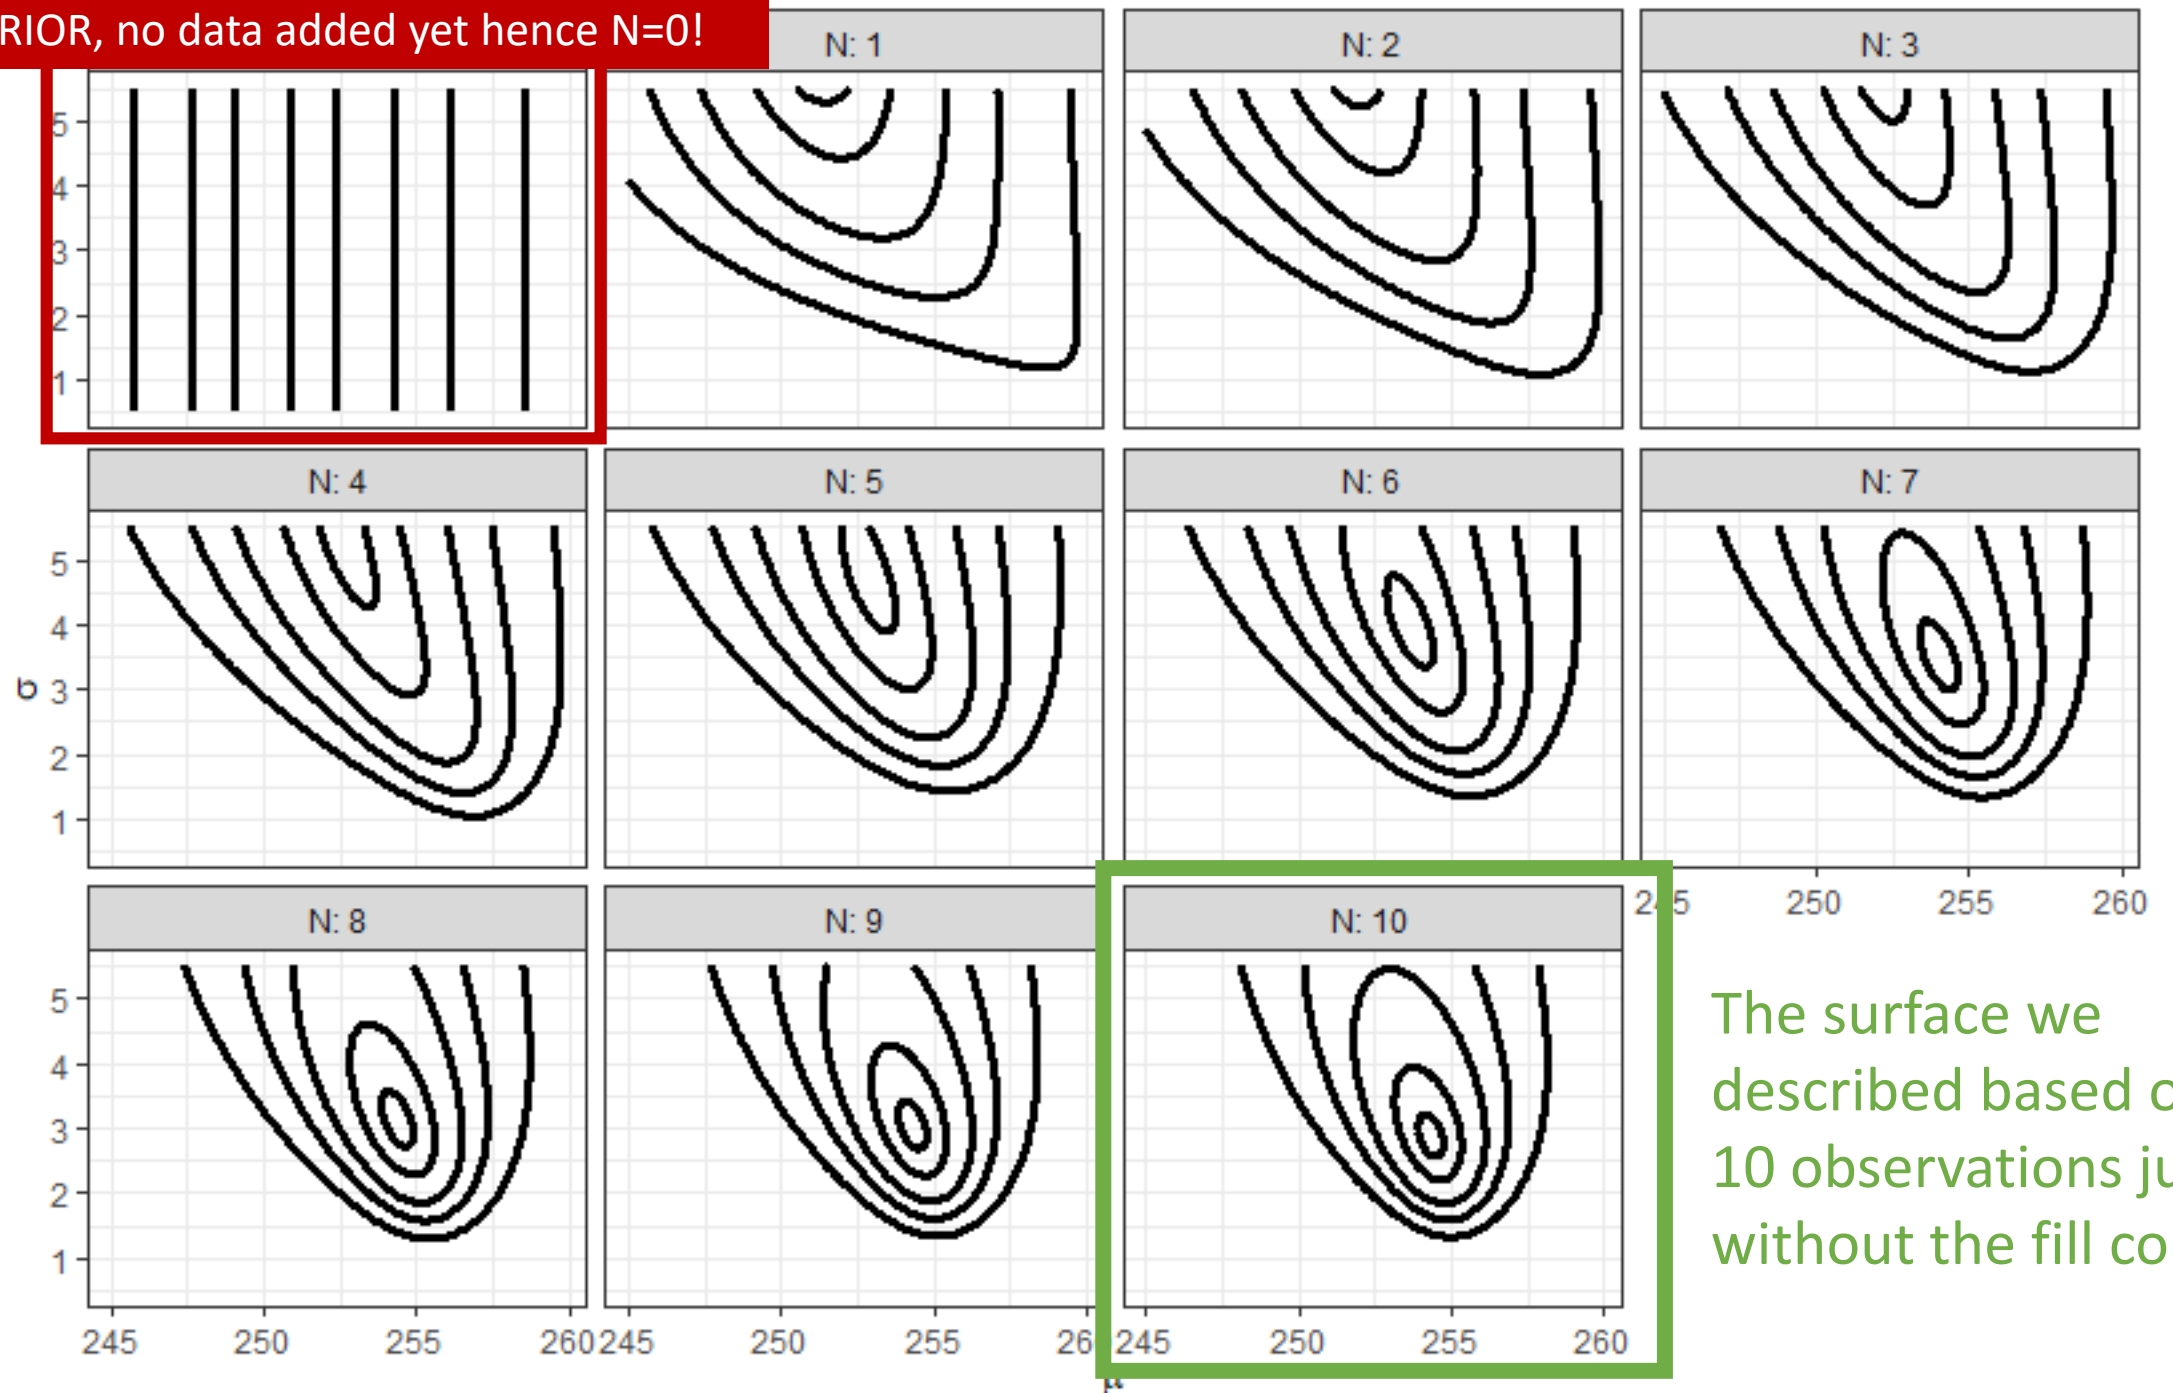 RIOR, no data added yet hence N=0!
N: 1
N: 2
N: 3
5
4
3
2
1
N: 4
N: 5
N: 6
N: 7
σ
5
4
3
2
1
245 250 255 260
N: 8
N: 9
N: 10
5
4
3
2
1
The surface we
described based
10 observations
without the fill
245 250 255 260
245 250 255
245 250 255 260
μ